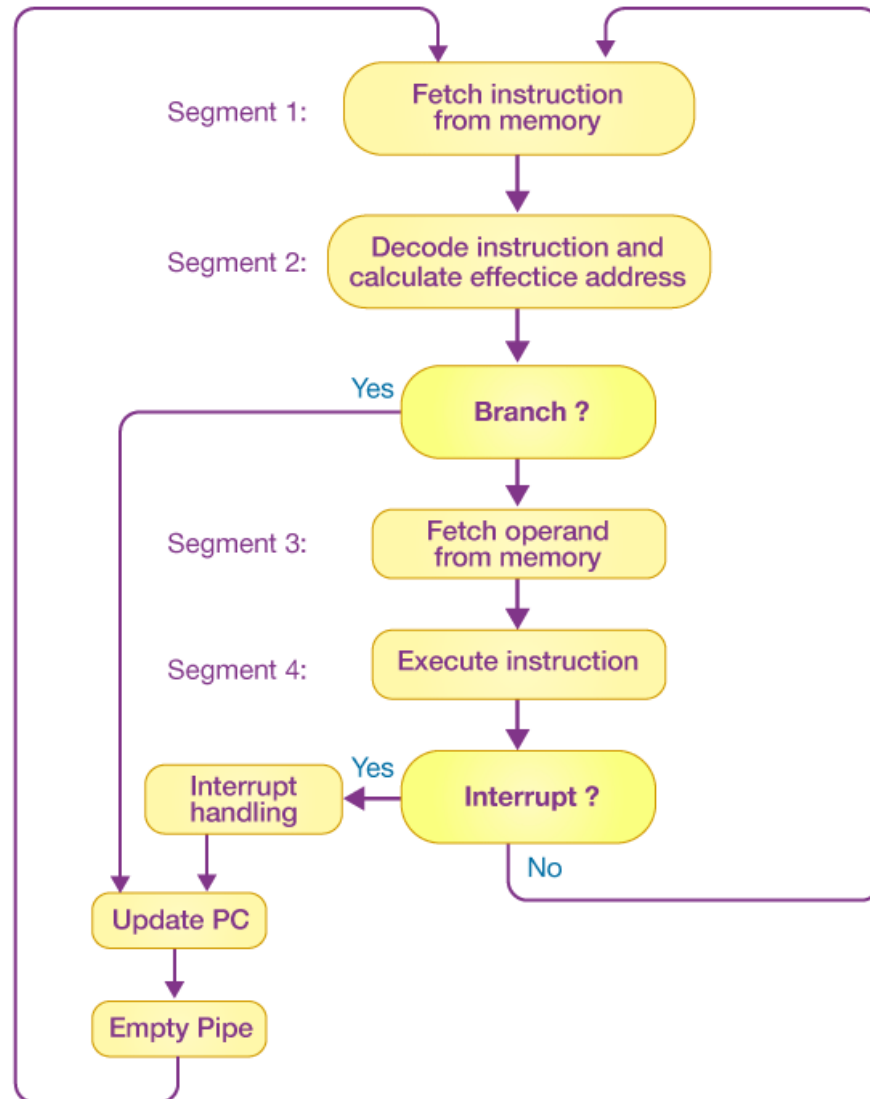 Segment 1:
Fetch instruction
from memory
Segment 2:
Decode instruction and
calculate effectice address
Yes
Branch ?
Segment 3:
Fetch operand
from memory
Segment 4:
Execute instruction
Interrupt
handling
Yes
Interrupt ?
No
Update PC
Empty Pipe